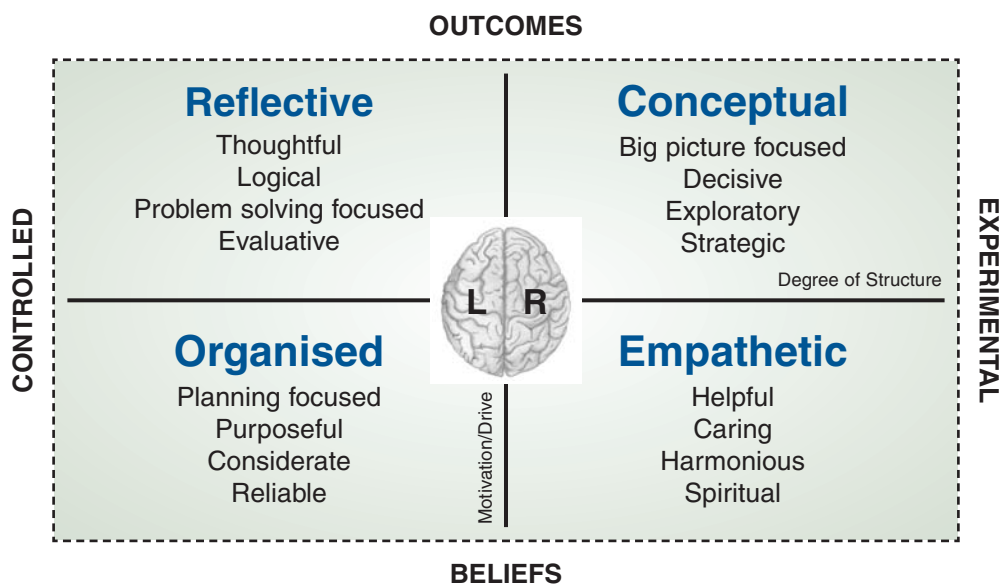 OUTCOMES
Reflective
Thoughtful
Logical
Problem solving focused
Evaluative
Conceptual
Big picture focused
Decisive
Exploratory
Strategic
Degree of Structure
CONTROLLED
L R
EXPERIMENTAL
Organised
Planning focused
Purposeful
Considerate
Reliable
Motivation/Drive
Empathetic
Helpful
Caring
Harmonious
Spiritual
BELIEFS